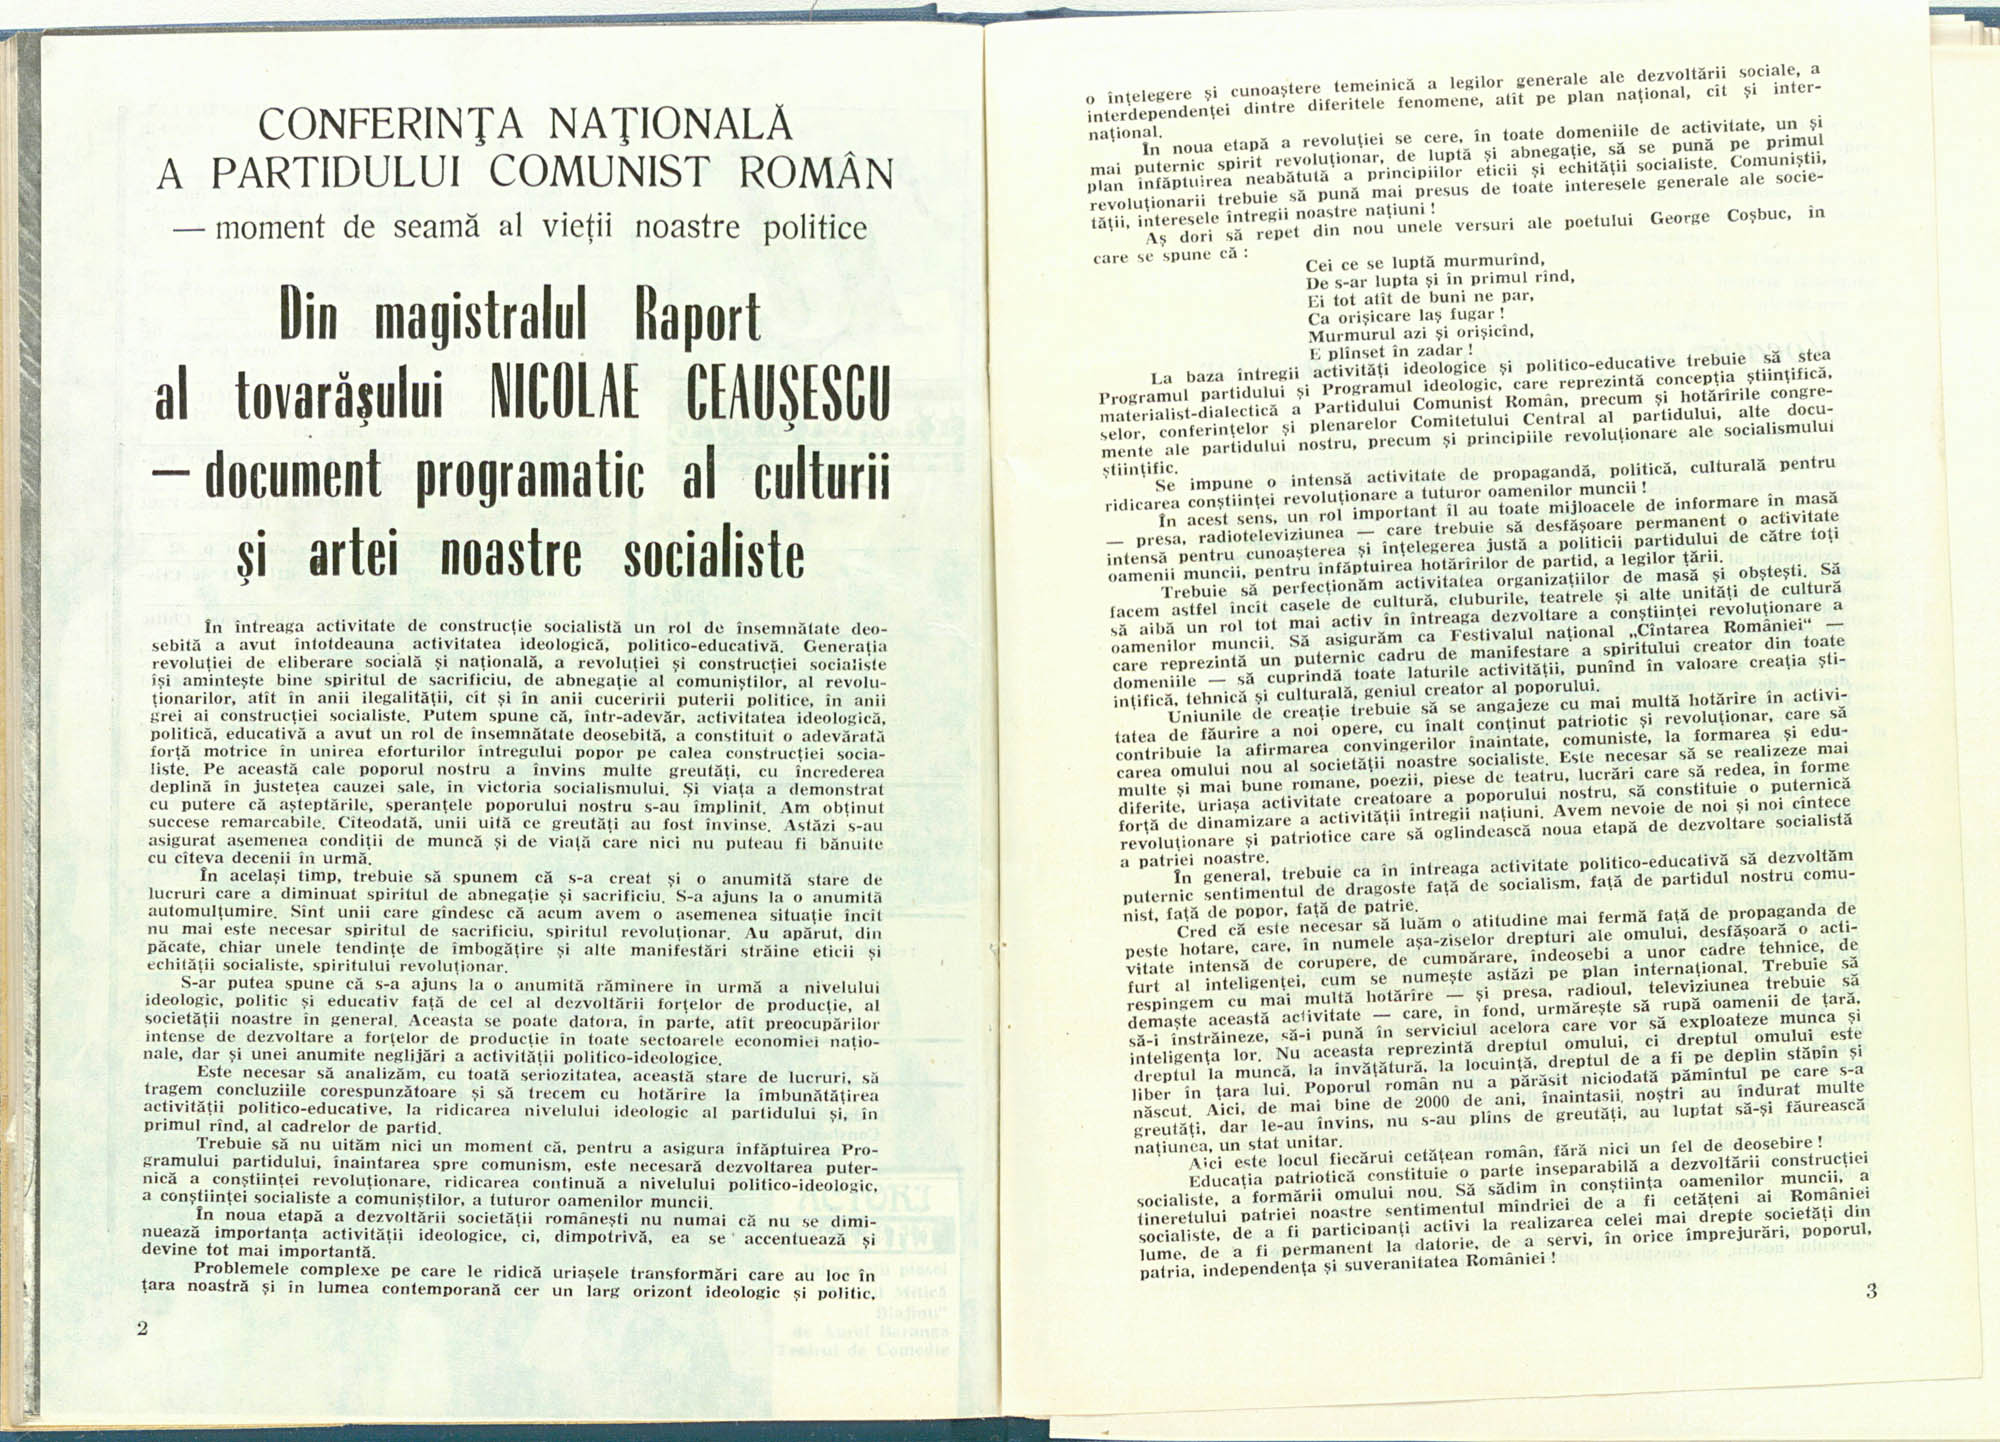 CONFERINŢA NAŢIONALĂ
A PARTIDULUI COMUNIST ROMÂN
— moment de seamă al vieţii noastre politice
Din magistralul Raport
al tovarăşului NICOLAE CEAUŞESCU
— document programatic al culturii
şi artei noastre socialiste
În întreaga activitate de construcţie socialistă un rol de însemnătate deo-
sebită a avut întotdeauna activitatea ideologică, politico-educativă. Generaţia
revoluţiei de eliberare socială şi naţională, a revoluţiei şi construcţiei socialiste
îşi aminteşte bine spiritul de sacrificiu, de abnegaţie al comuniştilor, al revolu-
ţionarilor, atît în anii ilegalităţii, cît şi în anii cuceririi puterii politice, în anii
grei ai construcţiei socialiste. Putem spune că, într-adevăr, activitatea ideologică,
politică, educativă a avut un rol de însemnătate deosebită, a constituit o adevărată
forţă motrice în unirea eforturilor întregului popor pe calea construcţiei socia-
liste. Pe această cale poporul nostru a învins multe greutăţi, cu încrederea
deplină în justeţea cauzei sale, în victoria socialismului. Şi viaţa a demonstrat
cu putere că aşteptările, speranţele poporului nostru s-au împlinit. Am obţinut
succese remarcabile. Cîteodată, unii uită ce greutăţi au fost învinse. Astăzi s-au
asigurat asemenea condiţii de muncă şi de viaţă care nici nu puteau fi bănuite
cu cîteva decenii în urmă.
În acelaşi timp, trebuie să spunem că s-a creat şi o anumită stare de
lucruri care a diminuat spiritul de abnegaţie şi sacrificiu. S-a ajuns la o anumită
automulţumire. Sînt unii care gîndesc că acum avem o asemenea situaţie încît
nu mai este necesar spiritul de sacrificiu, spiritul revoluţionar. Au apărut, din
păcate, chiar unele tendinţe de îmbogăţire şi alte manifestări străine eticii şi
echităţii socialiste, spiritului revoluţionar.
S-ar putea spune că s-a ajuns la o anumită rămînere în urmă a nivelului
ideologic, politic şi educativ faţă de cel al dezvoltării forţelor de producţie, al
societăţii noastre în general. Aceasta se poate datora, în parte, atît preocupărilor
intense de dezvoltare a forţelor de producţie în toate sectoarele economiei naţio-
nale, dar şi unei anumite neglijări a activităţii politico-ideologice.
Este necesar să analizăm, cu toată seriozitatea, această stare de lucruri, să
tragem concluziile corespunzătoare şi să trecem cu hotărîre la îmbunătăţirea
activităţii politico-educative, la ridicarea nivelului ideologic al partidului şi, în
primul rînd, al cadrelor de partid.
Trebuie să nu uităm nici un moment că, pentru a asigura înfăptuirea Pro-
gramului partidului, înaintarea spre comunism, este necesară dezvoltarea puter-
nică a conştiinţei revoluţionare, ridicarea continuă a nivelului politico-ideologic,
a conştiinţei socialiste a comuniştilor, a tuturor oamenilor muncii.
În noua etapă a dezvoltării societăţii româneşti nu numai că nu se dimi-
nuează importanţa activităţii ideologice, ci, dimpotrivă, ea se accentuează şi
devine tot mai importantă.
Problemele complexe pe care le ridică uriaşele transformări care au loc în
ţara noastră şi în lumea contemporană cer un larg orizont ideologic şi politic,
2
o înţelegere şi cunoaştere temeinică a legilor generale ale dezvoltării sociale, a
interdependenţei dintre diferitele fenomene, atît pe plan naţional, cît şi inter-
naţional.
În noua etapă a revoluţiei se cere, în toate domeniile de activitate, un şi
mai puternic spirit revoluţionar, de luptă şi abnegaţie, să se pună pe primul
plan înfăptuirea neabătută a principiilor eticii şi echităţii socialiste. Comuniştii,
revoluţionarii trebuie să pună mai presus de toate interesele generale ale socie-
tăţii, interesele întregii noastre naţiuni !
Aş dori să repet din nou unele versuri ale poetului George Coşbuc, în
care se spune că :
Cei ce se luptă murmurînd,
De s-ar lupta şi în primul rînd,
Ei tot atît de buni ne par,
Ca orişicare laş fugar !
Murmurul azi şi orişicînd,
E plînset în zadar !
La baza întregii activităţi ideologice şi politico-educative trebuie să stea
Programul partidului şi Programul ideologic, care reprezintă concepţia ştiinţifică,
materialist-dialectică a Partidului Comunist Român, precum şi hotărîrile congre-
selor, conferinţelor şi plenarelor Comitetului Central al partidului, alte docu-
mente ale partidului nostru, precum şi principiile revoluţionare ale socialismului
ştiinţific.
Se impune o intensă activitate de propagandă, politică, culturală pentru
ridicarea conştiinţei revoluţionare a tuturor oamenilor muncii !
În acest sens, un rol important îl au toate mijloacele de informare în masă
— presa, radioteleviziunea — care trebuie să desfăşoare permanent o activitate
intensă pentru cunoaşterea şi înţelegerea justă a politicii partidului de către toţi
oamenii muncii, pentru înfăptuirea hotărîrilor de partid, a legilor ţării.
Trebuie să perfecţionăm activitatea organizaţiilor de masă şi obşteşti. Să
facem astfel încît casele de cultură, cluburile, teatrele şi alte unităţi de cultură
să aibă un rol tot mai activ în întreaga dezvoltare a conştiinţei revoluţionare a
oamenilor muncii. Să asigurăm ca Festivalul naţional „Cîntarea României“ —
care reprezintă un puternic cadru de manifestare a spiritului creator din toate
domeniile — să cuprindă toate laturile activităţii, punînd în valoare creaţia şti-
inţifică, tehnică şi culturală, geniul creator al poporului.
Uniunile de creaţie trebuie să se angajeze cu mai multă hotărîre în activi-
tatea de făurire a noi opere, cu înalt conţinut patriotic şi revoluţionar, care să
contribuie la afirmarea convingerilor înaintate, comuniste, la formarea şi edu-
carea omului nou al societăţii noastre socialiste. Este necesar să se realizeze mai
multe şi mai bune romane, poezii, piese de teatru, lucrări care să redea, în forme
diferite, uriaşa activitate creatoare a poporului nostru, să constituie o puternică
forţă de dinamizare a activităţii întregii naţiuni. Avem nevoie de noi şi noi cîntece
revoluţionare şi patriotice care să oglindească noua etapă de dezvoltare socialistă
a patriei noastre.
În general, trebuie ca în întreaga activitate politico-educativă să dezvoltăm
puternic sentimentul de dragoste faţă de socialism, faţă de partidul nostru comu-
nist, faţă de popor, faţă de patrie.
Cred că este necesar să luăm o atitudine mai fermă faţă de propaganda de
peste hotare, care, în numele aşa-ziselor drepturi ale omului, desfăşoară o acti-
vitate intensă de corupere, de cumpărare, îndeosebi a unor cadre tehnice, de
furt al inteligenţei, cum se numeşte astăzi pe plan internaţional. Trebuie să
respingem cu mai multă hotărîre — şi presa, radioul, televiziunea trebuie să
demaşte această activitate — care, în fond, urmăreşte să rupă oamenii de ţară,
să-i înstrăineze, să-i pună în serviciul acelora care vor să exploateze munca şi
inteligenţa lor. Nu aceasta reprezintă dreptul omului, ci dreptul omului este
dreptul la muncă, la învăţătură, la locuinţă, dreptul de a fi pe deplin stăpîn şi
liber în ţara lui. Poporul român nu a părăsit niciodată pămîntul pe care s-a
născut. Aici, de mai bine de 2000 de ani, înaintaşii noştri au îndurat multe
greutăţi, dar le-au învins, nu s-au plîns de greutăţi, au luptat să-şi făurească
naţiunea, un stat unitar.
Aici este locul fiecărui cetăţean român, fără nici un fel de deosebire !
Educaţia patriotică constituie o parte inseparabilă a dezvoltării construcţiei
socialiste, a formării omului nou. Să sădim în conştiinţa oamenilor muncii, a
tineretului patriei noastre sentimentul mîndriei de a fi cetăţeni ai României
socialiste, de a fi participanţi activi la realizarea celei mai drepte societăţi din
lume, de a fi permanent la datorie, de a servi, în orice împrejurări, poporul,
patria, independenţa şi suveranitatea României !
3